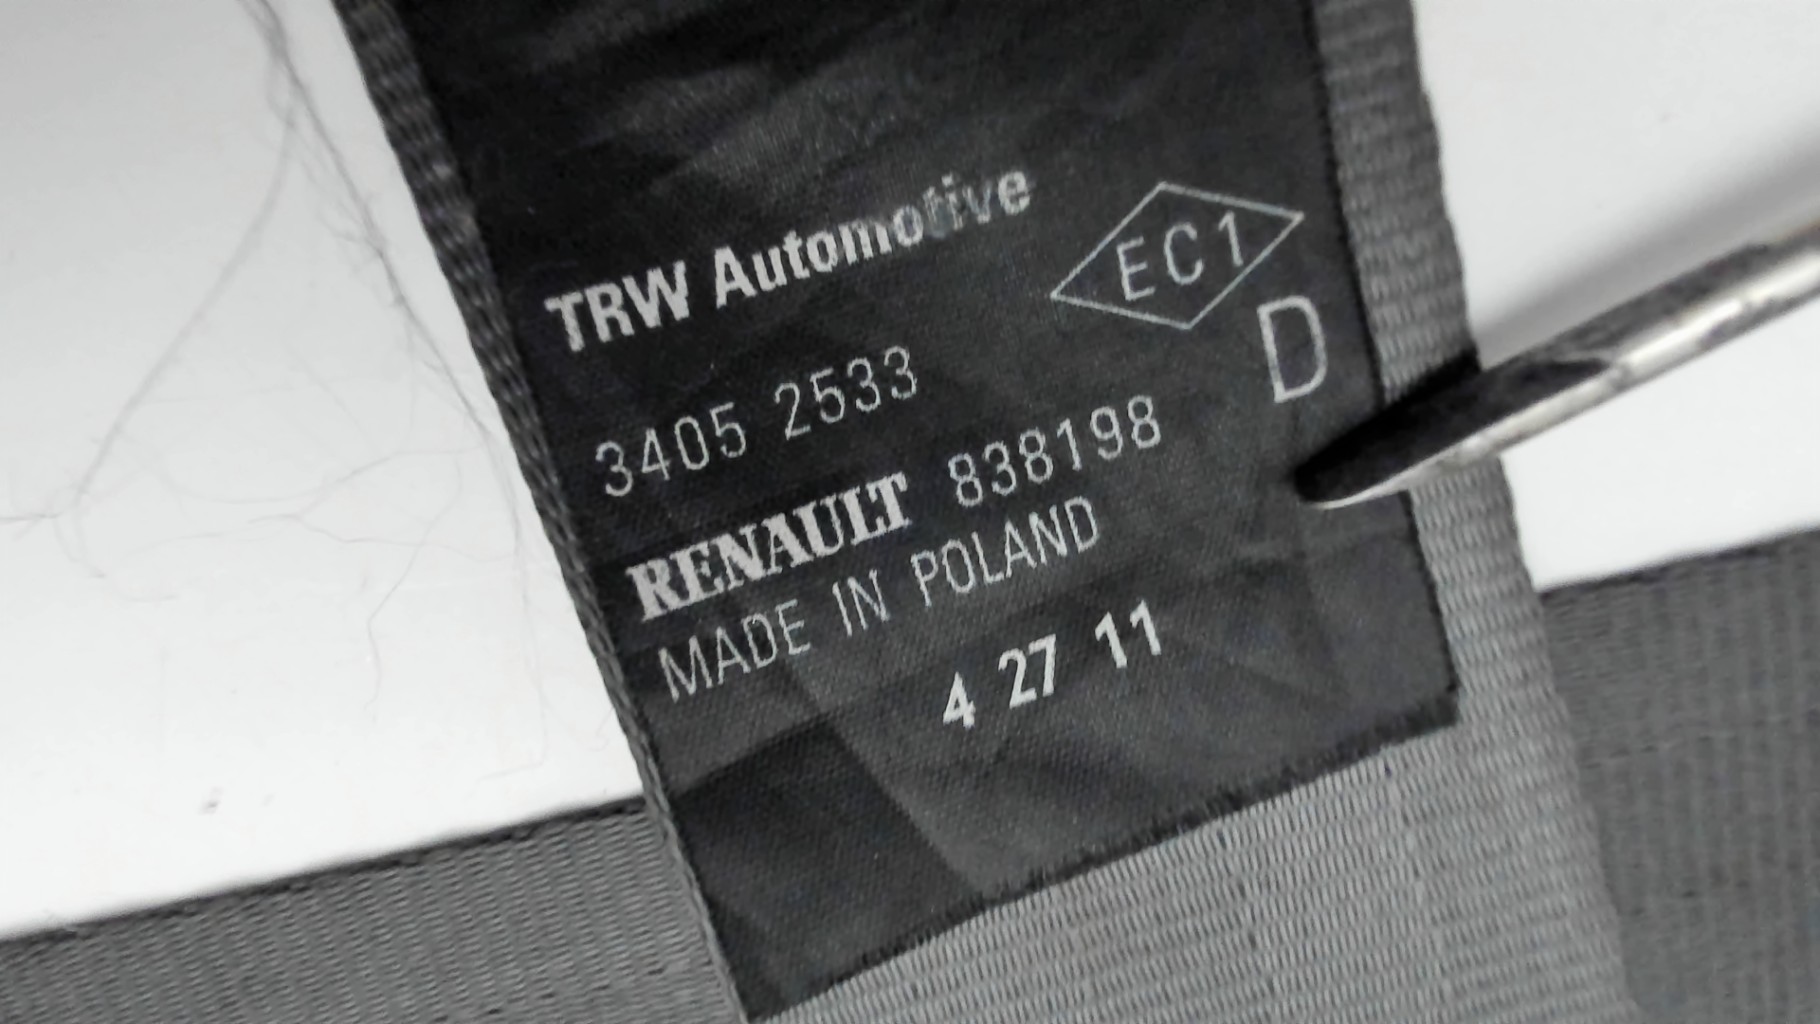 TRW Automotive
EC1
D
3405 2533
RENAULT 838198
MADE IN POLAND
4 27 11